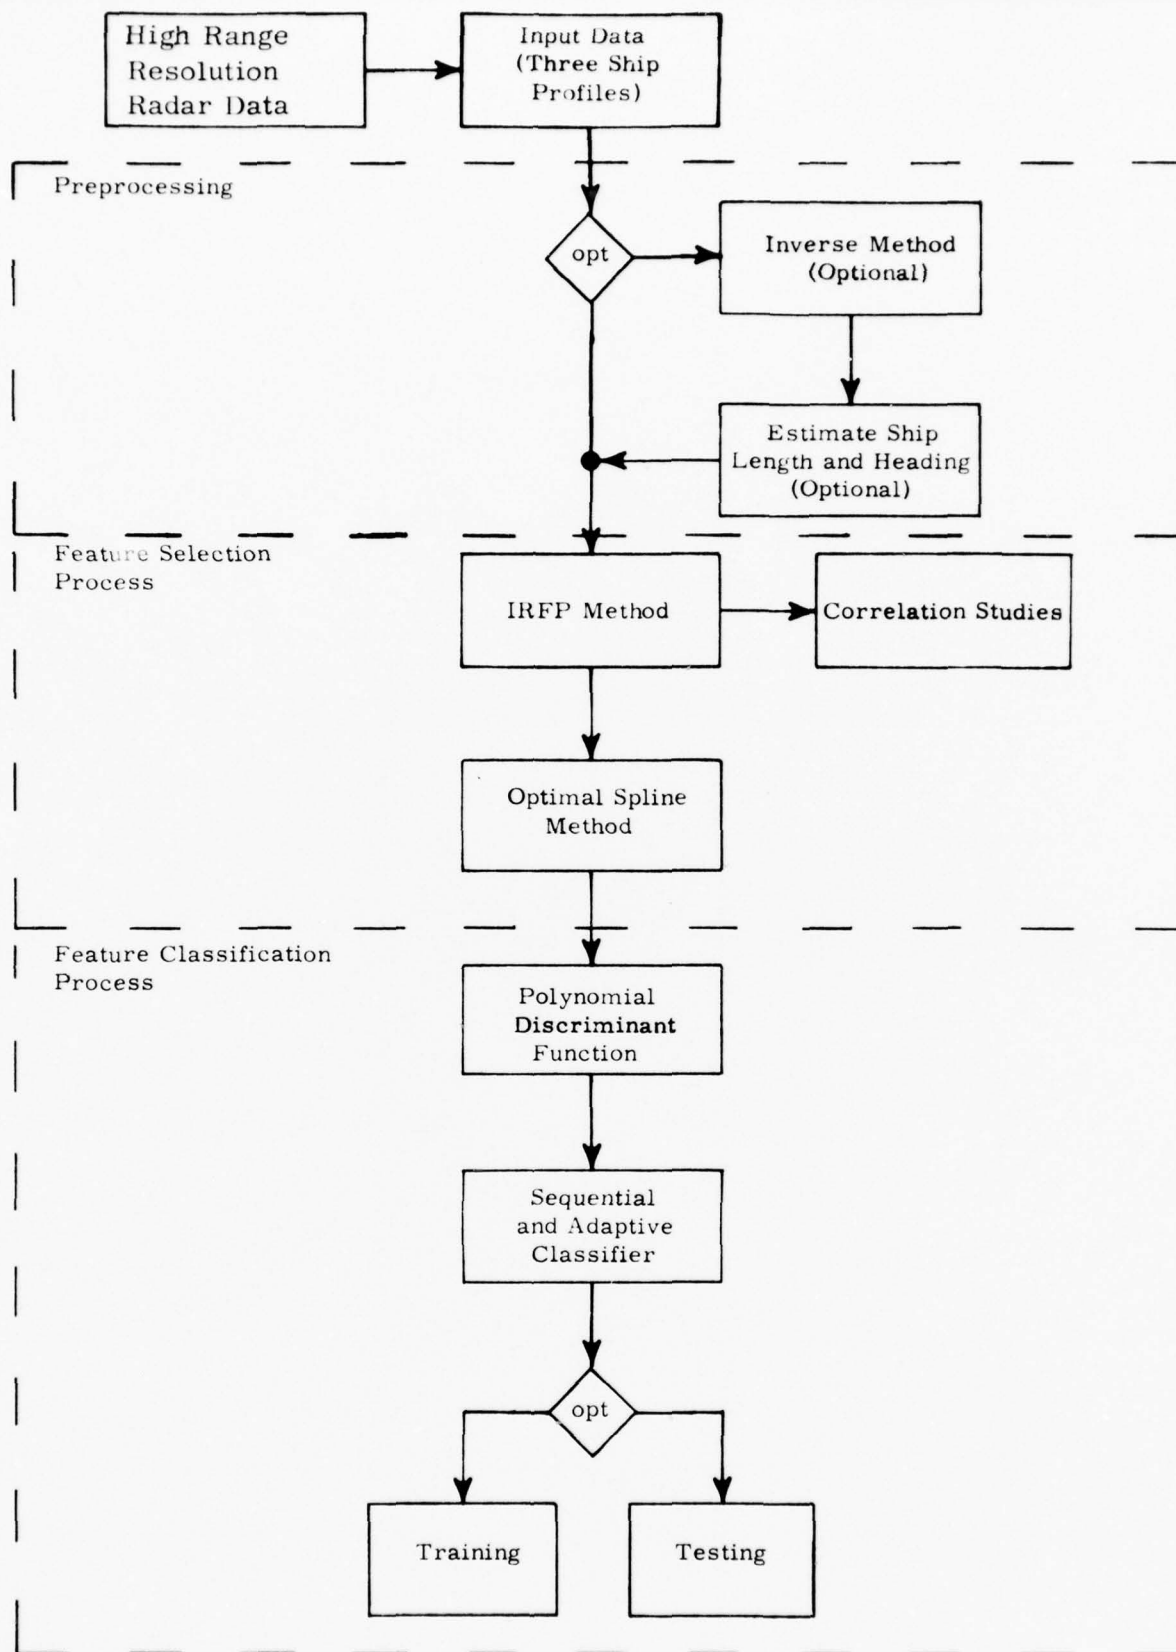 High Range
Resolution
Radar Data
Input Data
(Three Ship
Profiles)
Preprocessing
opt
Inverse Method
(Optional)
Estimate Ship
Length and Heading
(Optional)
Feature Selection
Process
IRFP Method
Correlation Studies
Optimal Spline
Method
Feature Classification
Process
Polynomial
Discriminant
Function
Sequential
and Adaptive
Classifier
opt
Training
Testing